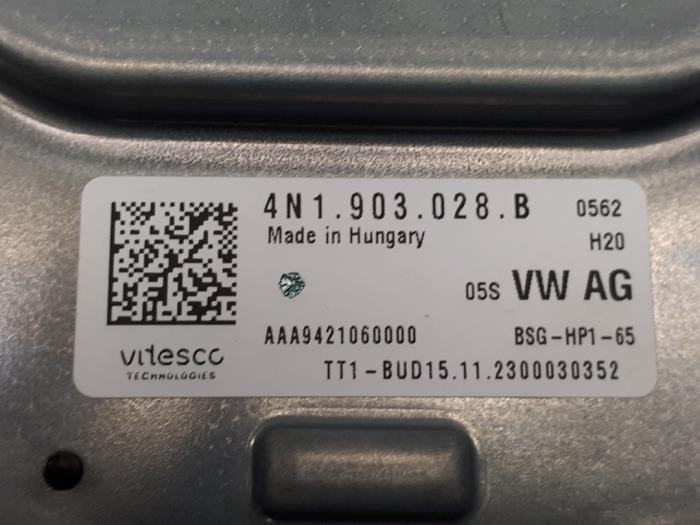 4N1.903.028.B 0562
Made in Hungary H20
05S VW AG
AAA9421060000 BSG-HP1-65
vitesco
TECHNOLOGIES
TT1-BUD15.11.2300030352